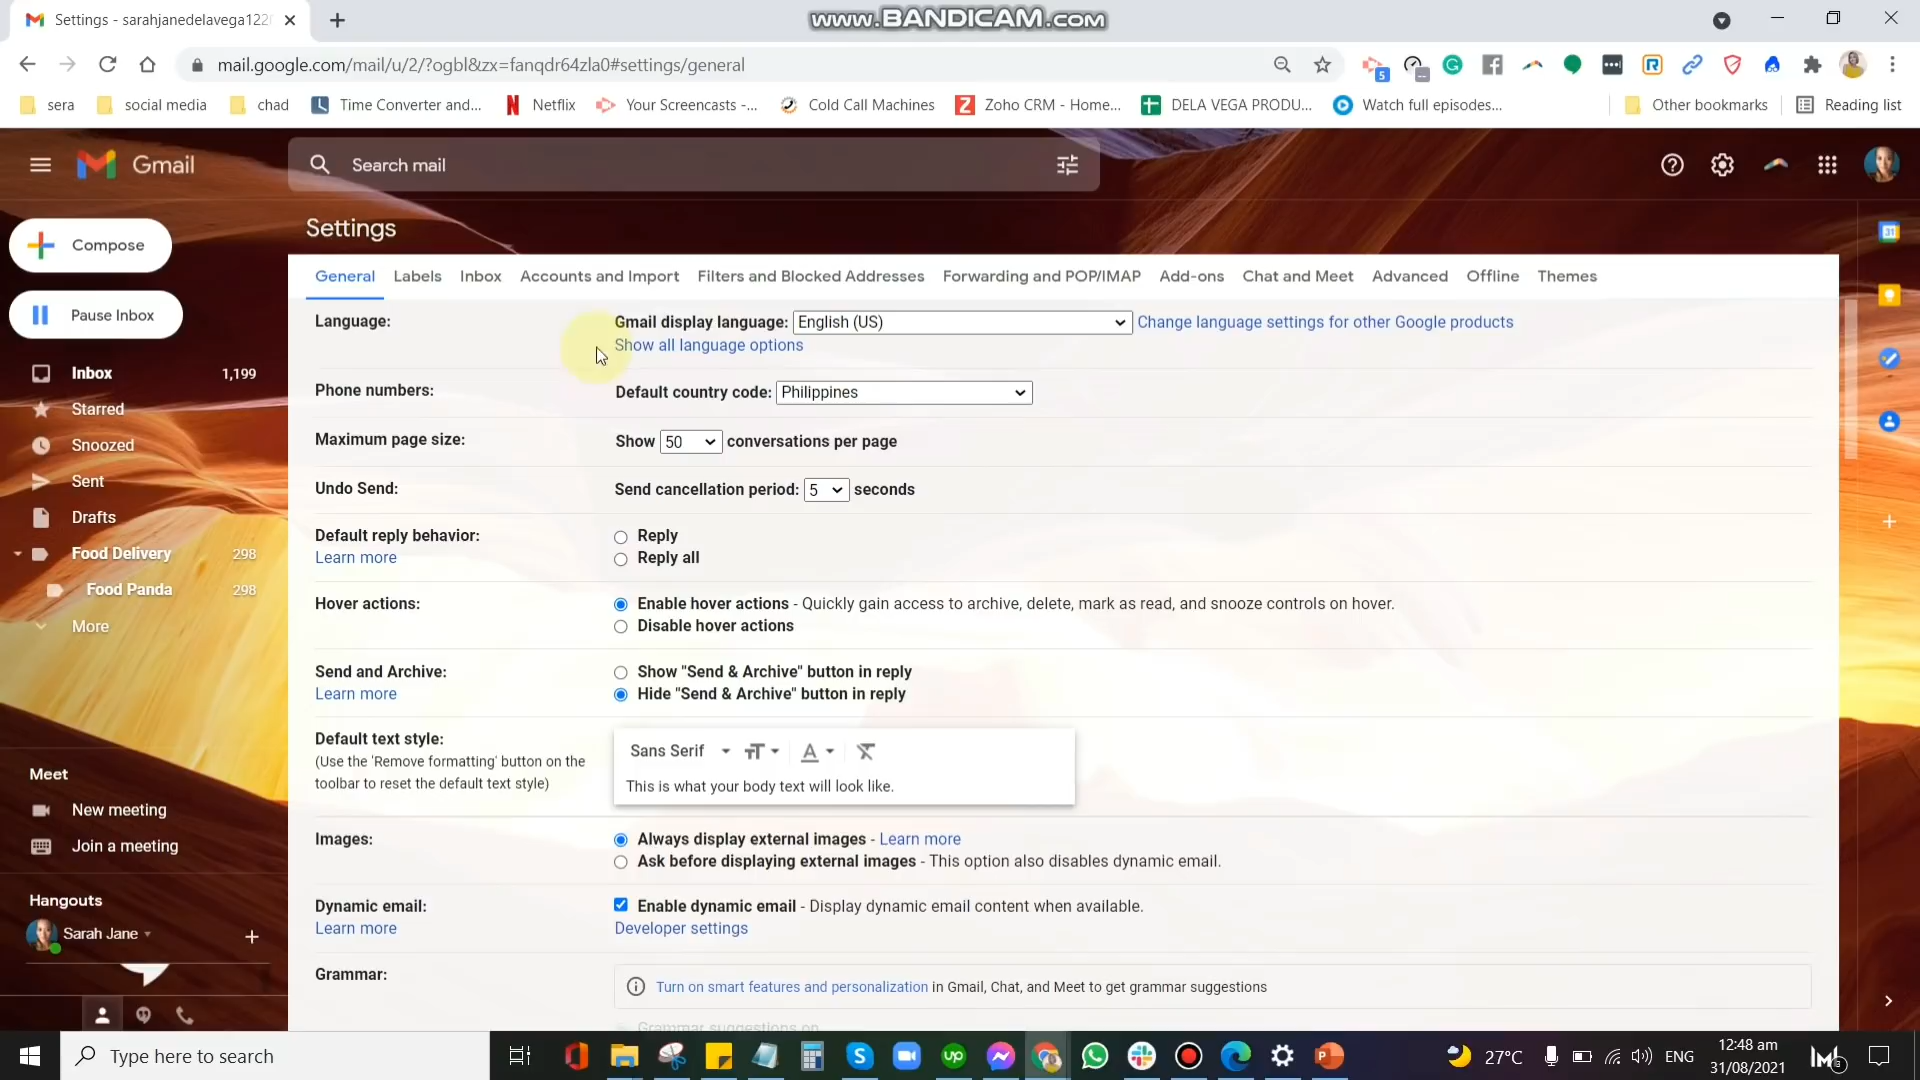 Settings - sarahjanedelavega122
www.BANDICAM.com
mail.google.com/mail/u/2/?ogbl&zx=fanqdr64zla0#settings/general
5
sera
social media
chad
Time Converter and...
Netflix
Your Screencasts -...
Cold Call Machines
Zoho CRM - Home...
DELA VEGA PRODU...
Watch full episodes...
Other bookmarks
Reading list
Gmail
Search mail
Compose
Pause Inbox
Inbox 1,199
Starred
Snoozed
Sent
Drafts
Food Delivery 298
Food Panda 298
More
Meet
New meeting
Join a meeting
Hangouts
Sarah Jane
Settings
General Labels Inbox Accounts and Import Filters and Blocked Addresses Forwarding and POP/IMAP Add-ons Chat and Meet Advanced Offline Themes
Language:
Gmail display language: English (US) Change language settings for other Google products
Show all language options
Phone numbers:
Default country code: Philippines
Maximum page size:
Show 50 conversations per page
Undo Send:
Send cancellation period: 5 seconds
Default reply behavior:
Learn more
Reply
Reply all
Hover actions:
Enable hover actions - Quickly gain access to archive, delete, mark as read, and snooze controls on hover.
Disable hover actions
Send and Archive:
Learn more
Show "Send & Archive" button in reply
Hide "Send & Archive" button in reply
Default text style:
(Use the 'Remove formatting' button on the
toolbar to reset the default text style)
Sans Serif
This is what your body text will look like.
Images:
Always display external images - Learn more
Ask before displaying external images - This option also disables dynamic email.
Dynamic email:
Learn more
Enable dynamic email - Display dynamic email content when available.
Developer settings
Grammar:
Turn on smart features and personalization in Gmail, Chat, and Meet to get grammar suggestions
Grammar suggestions on
31
Type here to search
27°C
ENG
12:48 am
31/08/2021